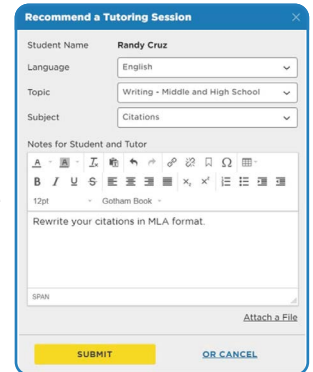 Recommend a Tutoring Session
Student Name Randy Cruz
Language English
Topic Writing - Middle and High School
Subject Citations
Notes for Student and Tutor
12pt Gotham Book
Rewrite your citations in MLA format.
SPAN
Attach a File
SUBMIT OR CANCEL